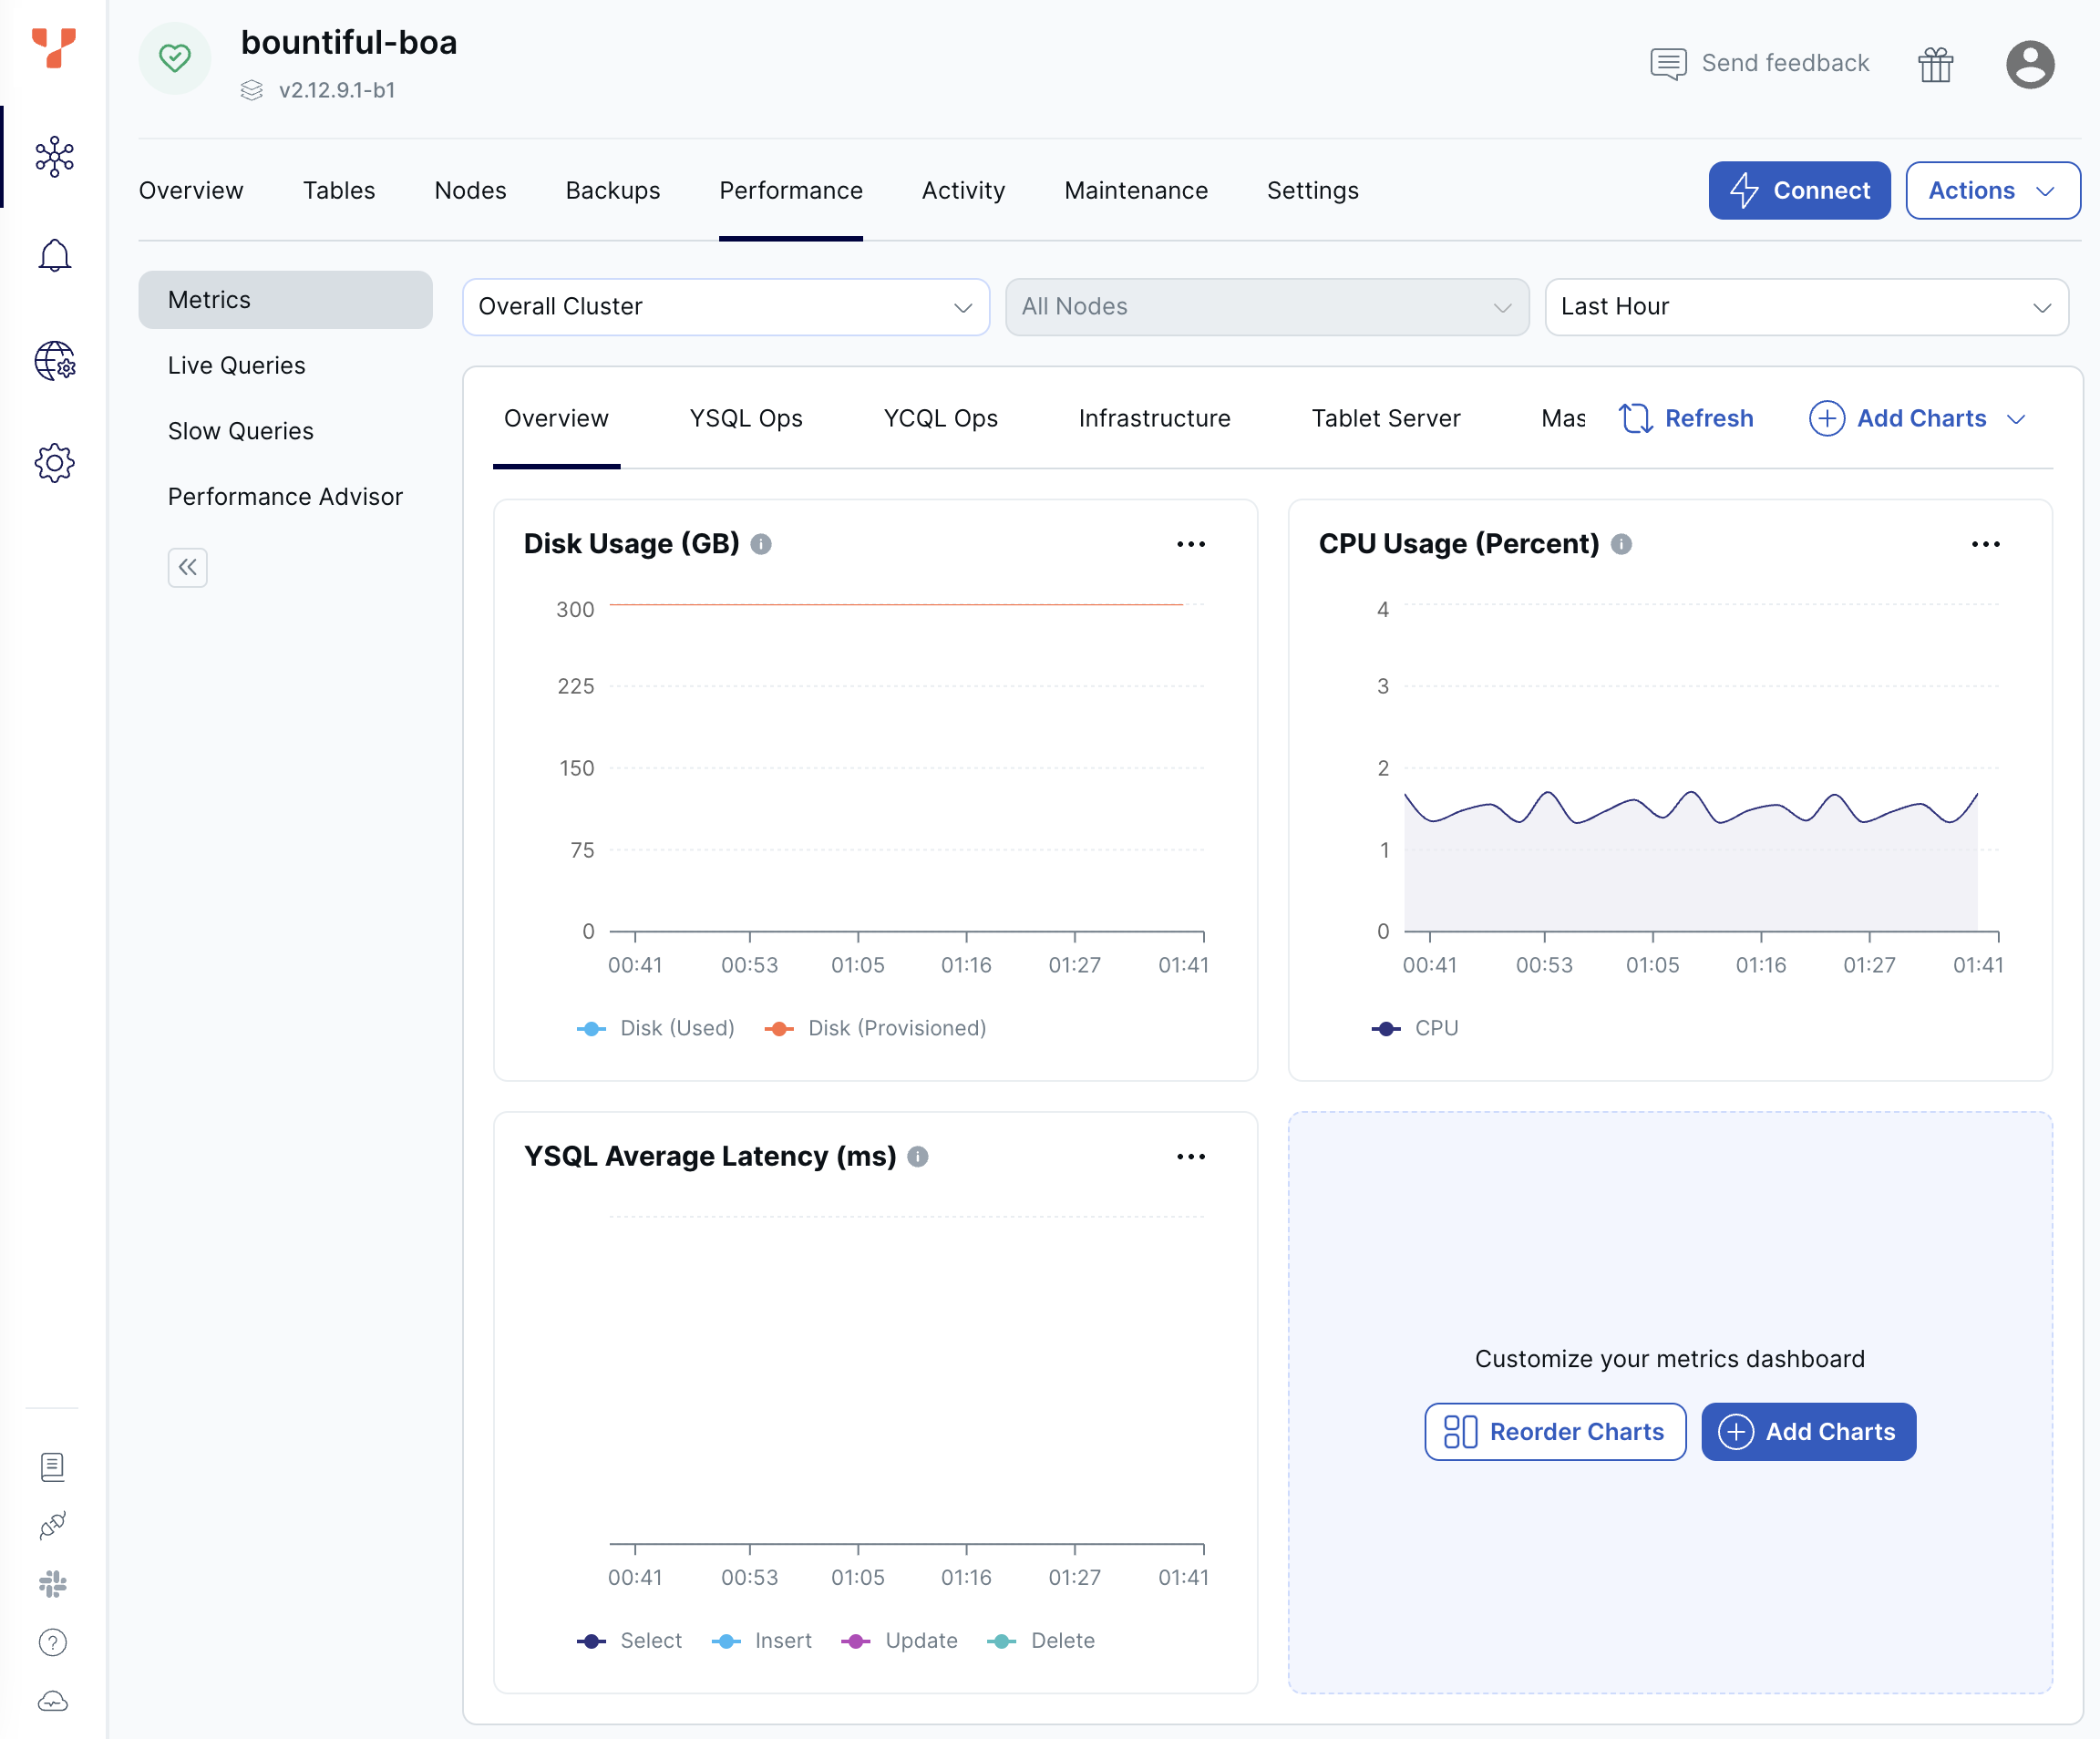 bountiful-boa
v2.12.9.1-b1
Send feedback
Overview Tables Nodes Backups Performance Activity Maintenance Settings
Connect
Actions
Metrics
Live Queries
Slow Queries
Performance Advisor
Overall Cluster
All Nodes
Last Hour
Overview YSQL Ops YCQL Ops Infrastructure Tablet Server Mas
Refresh
Add Charts
Disk Usage (GB)
300
225
150
75
0
00:41 00:53 01:05 01:16 01:27 01:41
Disk (Used) Disk (Provisioned)
CPU Usage (Percent)
4
3
2
1
0
00:41 00:53 01:05 01:16 01:27 01:41
CPU
YSQL Average Latency (ms)
00:41 00:53 01:05 01:16 01:27 01:41
Select Insert Update Delete
Customize your metrics dashboard
Reorder Charts
Add Charts